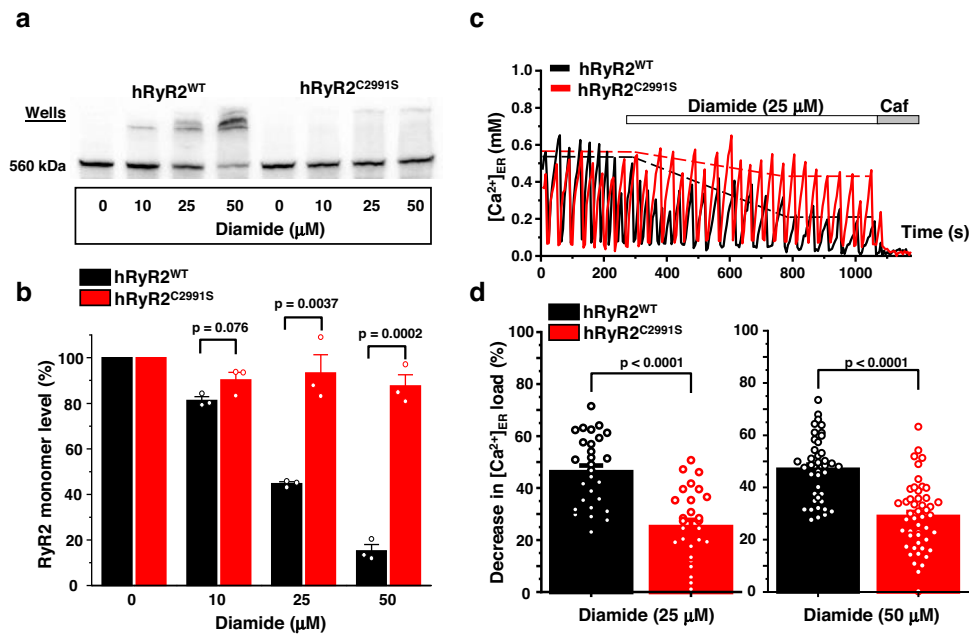 a
hRyR2WT hRyR2C2991S
Wells
560 kDa
0 10 25 50 0 10 25 50
Diamide (μM)
b
hRyR2WT
hRyR2C2991S
p = 0.076
p = 0.0037
p = 0.0002
RyR2 monomer level (%)
100
80
60
40
20
0
0 10 25 50
Diamide (μM)
c
hRyR2WT
hRyR2C2991S
Diamide (25 μM) Caf
[Ca2+]ER (mM)
1.0
0.8
0.6
0.4
0.2
0.0
Time (s)
0 200 400 600 800 1000
d
hRyR2WT
hRyR2C2991S
Decrease in [Ca2+]ER load (%)
100
80
60
40
20
0
p < 0.0001
Diamide (25 μM)
100
80
60
40
20
0
p < 0.0001
Diamide (50 μM)